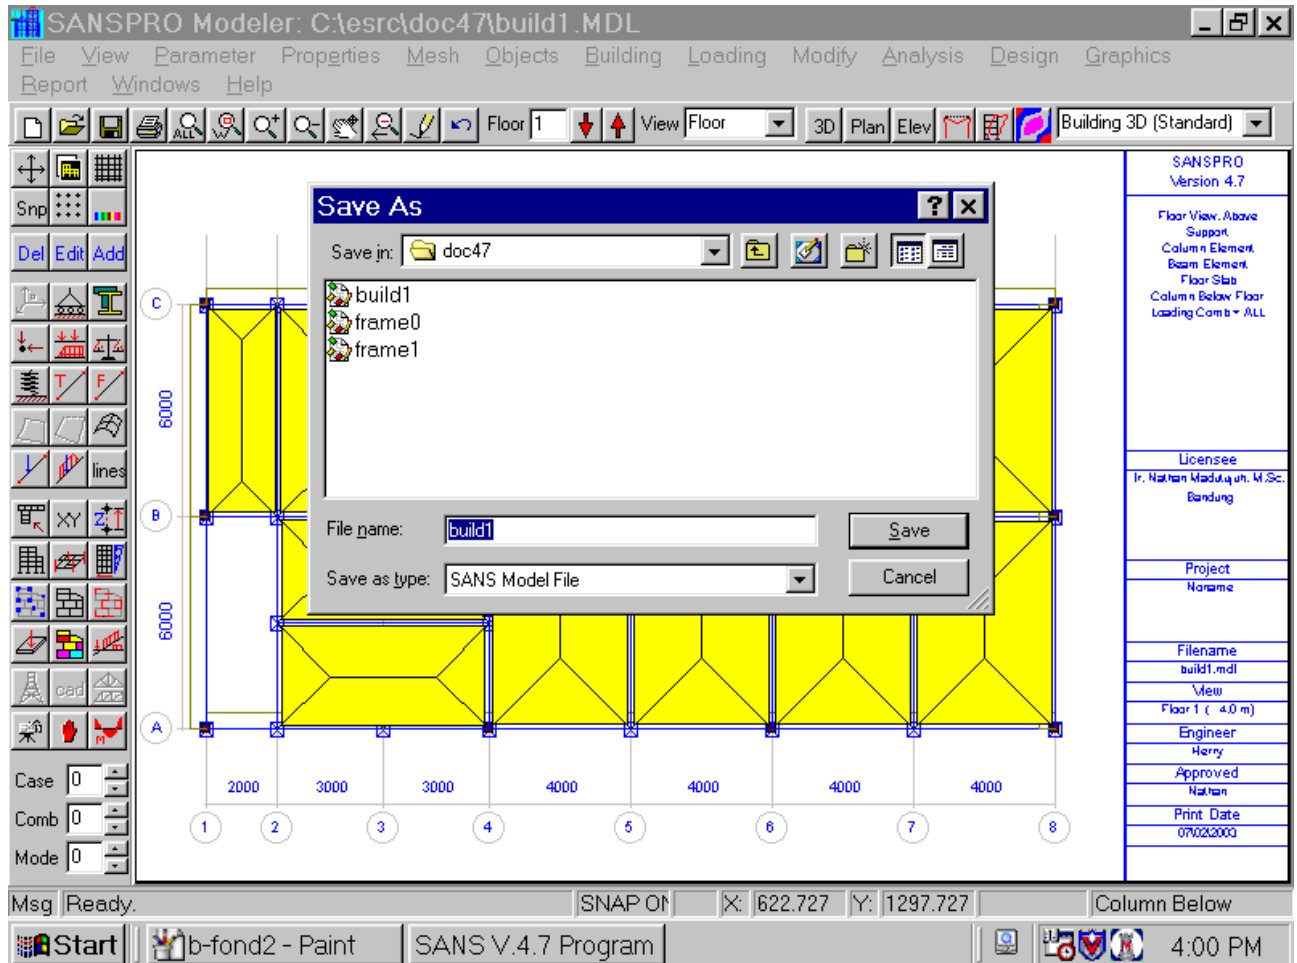 SANSPRO Modeler: C:\esrc\doc47\build1.MDL
File View Parameter Properties Mesh Objects Building Loading Modify Analysis Design Graphics
Report Windows Help
ALL Floor 1 View Floor 3D Plan Elev Building 3D (Standard)
Snp
Del Edit Add
T F
lines
XY Z
cad
M
Case 0
Comb 0
Mode 0
Save As
Save in: doc47
build1
frame0
frame1
File name: build1 Save
Save as type: SANS Model File Cancel
C
6000
B
6000
A
2000 3000 3000 4000 4000 4000 4000
1 2 3 4 5 6 7 8
SANSPRO
Version 4.7
Floor View. Above
Support
Column Element
Beam Element
Floor Slab
Column Below Floor
Loading Comb = ALL
Licensee
Ir. Nathan M.Sc.
Bandung
Project
Noname
Filename
build1.mdl
View
Floor 1 ( 4.0 m)
Engineer
Herry
Approved
Nathan
Print Date
07/02/2003
Msg Ready. SNAP ON X: 622.727 Y: 1297.727 Column Below
Start b-fond2 - Paint SANS V.4.7 Program 4:00 PM